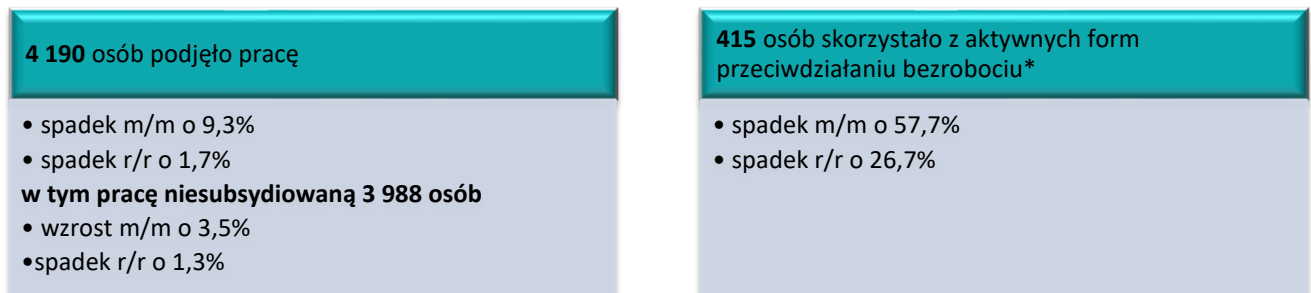 4 190 osób podjęło pracę
• spadek m/m o 9,3%
• spadek r/r o 1,7%
w tym pracę niesubsydiowaną 3 988 osób
• wzrost m/m o 3,5%
•spadek r/r o 1,3%
415 osób skorzystało z aktywnych form
przeciwdziałaniu bezrobociu*
• spadek m/m o 57,7%
• spadek r/r o 26,7%